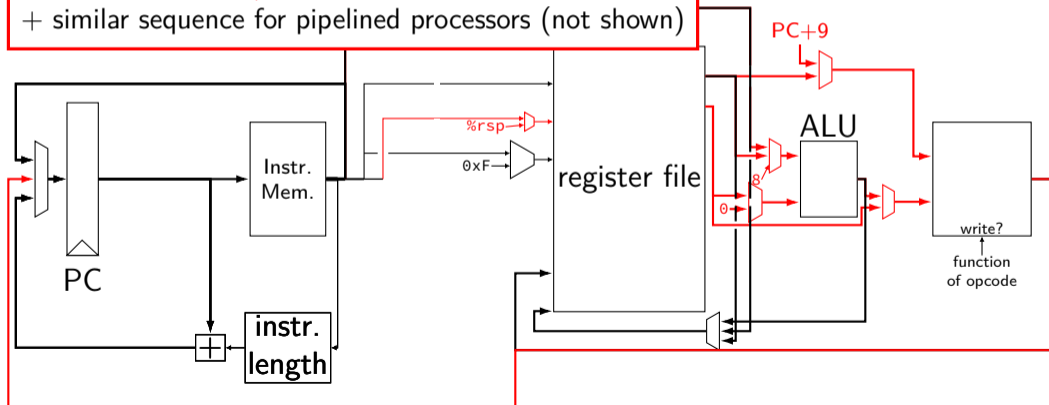 + similar sequence for pipelined processors (not shown)
PC+9
ALU
%rsp
Instr.
Mem.
0xF
register file
8
0
write?
function
of opcode
PC
instr.
length
+